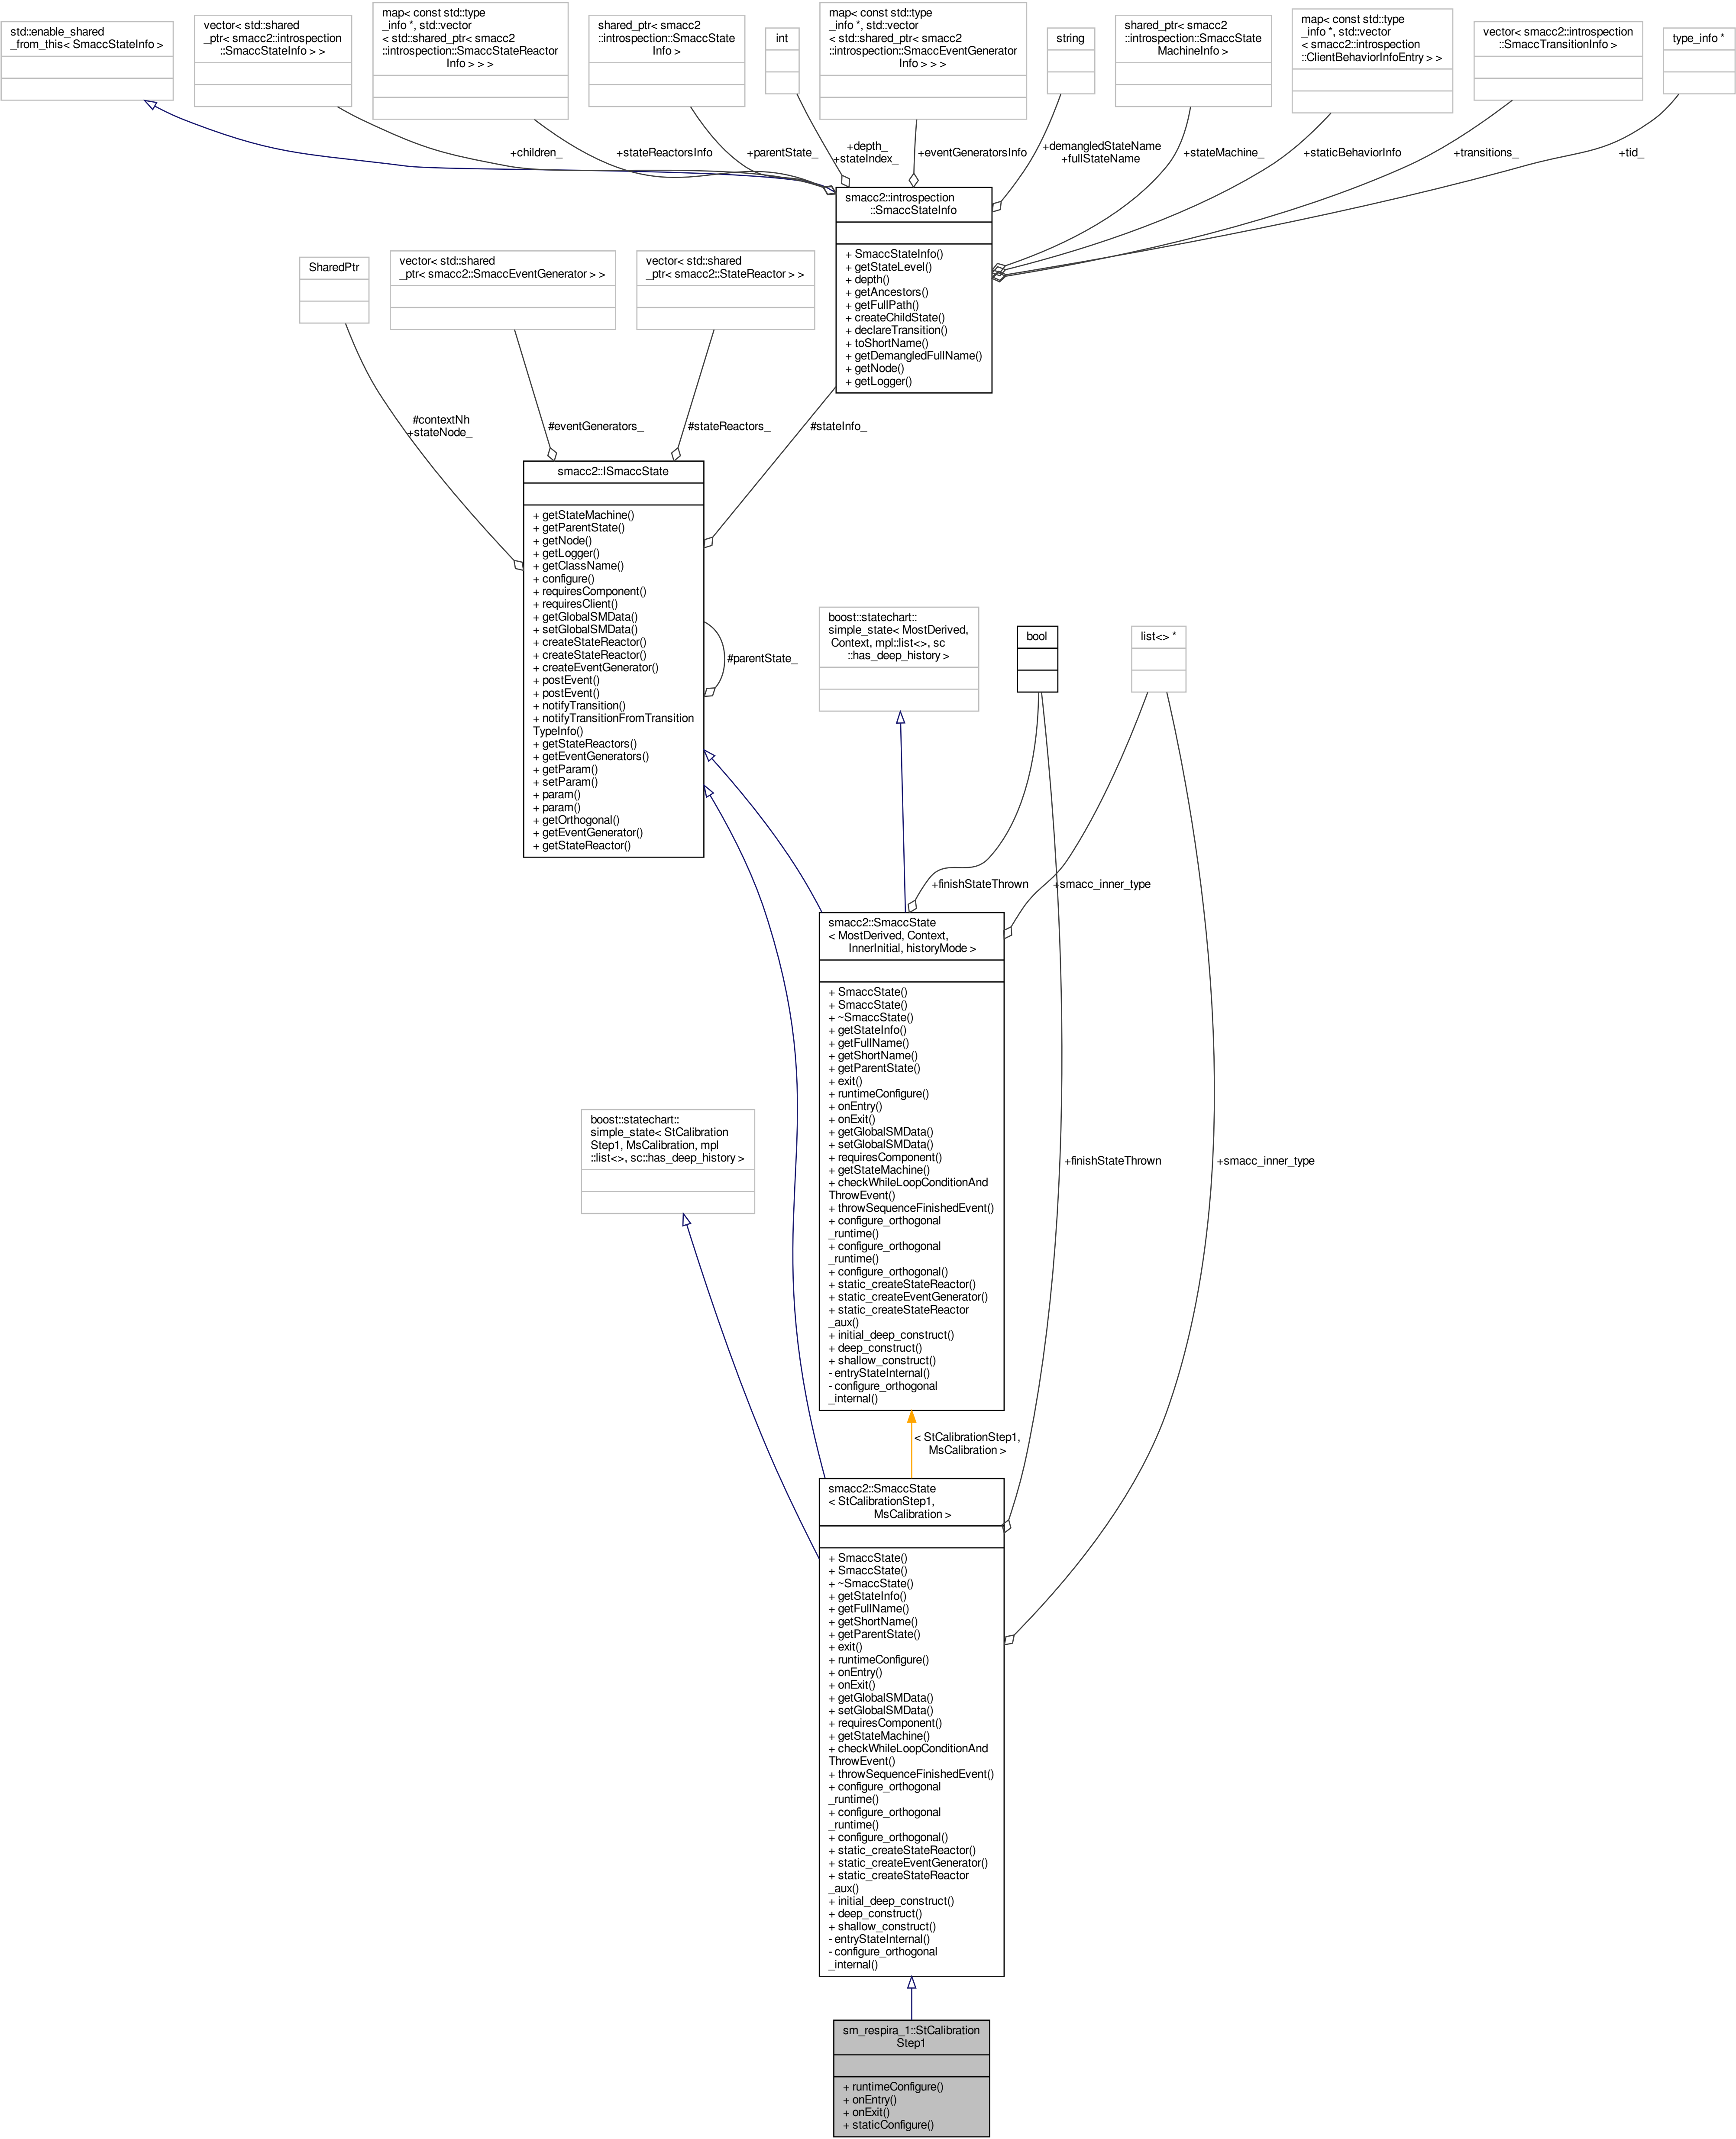 std::enable_shared
_from_this< SmaccStateInfo >
vector< std::shared
_ptr< smacc2::introspection
::SmaccStateInfo > >
map< const std::type
_info *, std::vector
< std::shared_ptr< smacc2
::introspection::SmaccStateReactor
Info > > >
shared_ptr< smacc2
::introspection::SmaccState
Info >
int
map< const std::type
_info *, std::vector
< std::shared_ptr< smacc2
::introspection::SmaccEventGenerator
Info > > >
string
shared_ptr< smacc2
::introspection::SmaccState
MachineInfo >
map< const std::type
_info *, std::vector
< smacc2::introspection
::ClientBehaviorInfoEntry > >
vector< smacc2::introspection
::SmaccTransitionInfo >
type_info *
+children_
+stateReactorsInfo
+parentState_
+depth_
+stateIndex_
+eventGeneratorsInfo
+demangledStateName
+fullStateName
+stateMachine_
+staticBehaviorInfo
+transitions_
+tid_
smacc2::introspection
::SmaccStateInfo
+ SmaccStateInfo()
+ getStateLevel()
+ depth()
+ getAncestors()
+ getFullPath()
+ createChildState()
+ declareTransition()
+ toShortName()
+ getDemangledFullName()
+ getNode()
+ getLogger()
SharedPtr
vector< std::shared
_ptr< smacc2::SmaccEventGenerator > >
vector< std::shared
_ptr< smacc2::StateReactor > >
#contextNh
+stateNode_
#eventGenerators_
#stateReactors_
#stateInfo_
smacc2::ISmaccState
+ getStateMachine()
+ getParentState()
+ getNode()
+ getLogger()
+ getClassName()
+ configure()
+ requiresComponent()
+ requiresClient()
+ getGlobalSMData()
+ setGlobalSMData()
+ createStateReactor()
+ createStateReactor()
+ createEventGenerator()
+ postEvent()
+ postEvent()
+ notifyTransition()
+ notifyTransitionFromTransition
TypeInfo()
+ getStateReactors()
+ getEventGenerators()
+ getParam()
+ setParam()
+ param()
+ param()
+ getOrthogonal()
+ getEventGenerator()
+ getStateReactor()
#parentState_
boost::statechart::
simple_state< MostDerived,
Context, mpl::list<>, sc
::has_deep_history >
bool
list<> *
+finishStateThrown
+smacc_inner_type
smacc2::SmaccState
< MostDerived, Context,
InnerInitial, historyMode >
+ SmaccState()
+ SmaccState()
+ ~SmaccState()
+ getStateInfo()
+ getFullName()
+ getShortName()
+ getParentState()
+ exit()
+ runtimeConfigure()
+ onEntry()
+ onExit()
+ getGlobalSMData()
+ setGlobalSMData()
+ requiresComponent()
+ getStateMachine()
+ checkWhileLoopConditionAnd
ThrowEvent()
+ throwSequenceFinishedEvent()
+ configure_orthogonal
_runtime()
+ configure_orthogonal
_runtime()
+ configure_orthogonal()
+ static_createStateReactor()
+ static_createEventGenerator()
+ static_createStateReactor
_aux()
+ initial_deep_construct()
+ deep_construct()
+ shallow_construct()
- entryStateInternal()
- configure_orthogonal
_internal()
boost::statechart::
simple_state< StCalibration
Step1, MsCalibration, mpl
::list<>, sc::has_deep_history >
+finishStateThrown
+smacc_inner_type
< StCalibrationStep1,
MsCalibration >
smacc2::SmaccState
< StCalibrationStep1,
MsCalibration >
+ SmaccState()
+ SmaccState()
+ ~SmaccState()
+ getStateInfo()
+ getFullName()
+ getShortName()
+ getParentState()
+ exit()
+ runtimeConfigure()
+ onEntry()
+ onExit()
+ getGlobalSMData()
+ setGlobalSMData()
+ requiresComponent()
+ getStateMachine()
+ checkWhileLoopConditionAnd
ThrowEvent()
+ throwSequenceFinishedEvent()
+ configure_orthogonal
_runtime()
+ configure_orthogonal
_runtime()
+ configure_orthogonal()
+ static_createStateReactor()
+ static_createEventGenerator()
+ static_createStateReactor
_aux()
+ initial_deep_construct()
+ deep_construct()
+ shallow_construct()
- entryStateInternal()
- configure_orthogonal
_internal()
sm_respira_1::StCalibration
Step1
+ runtimeConfigure()
+ onEntry()
+ onExit()
+ staticConfigure()